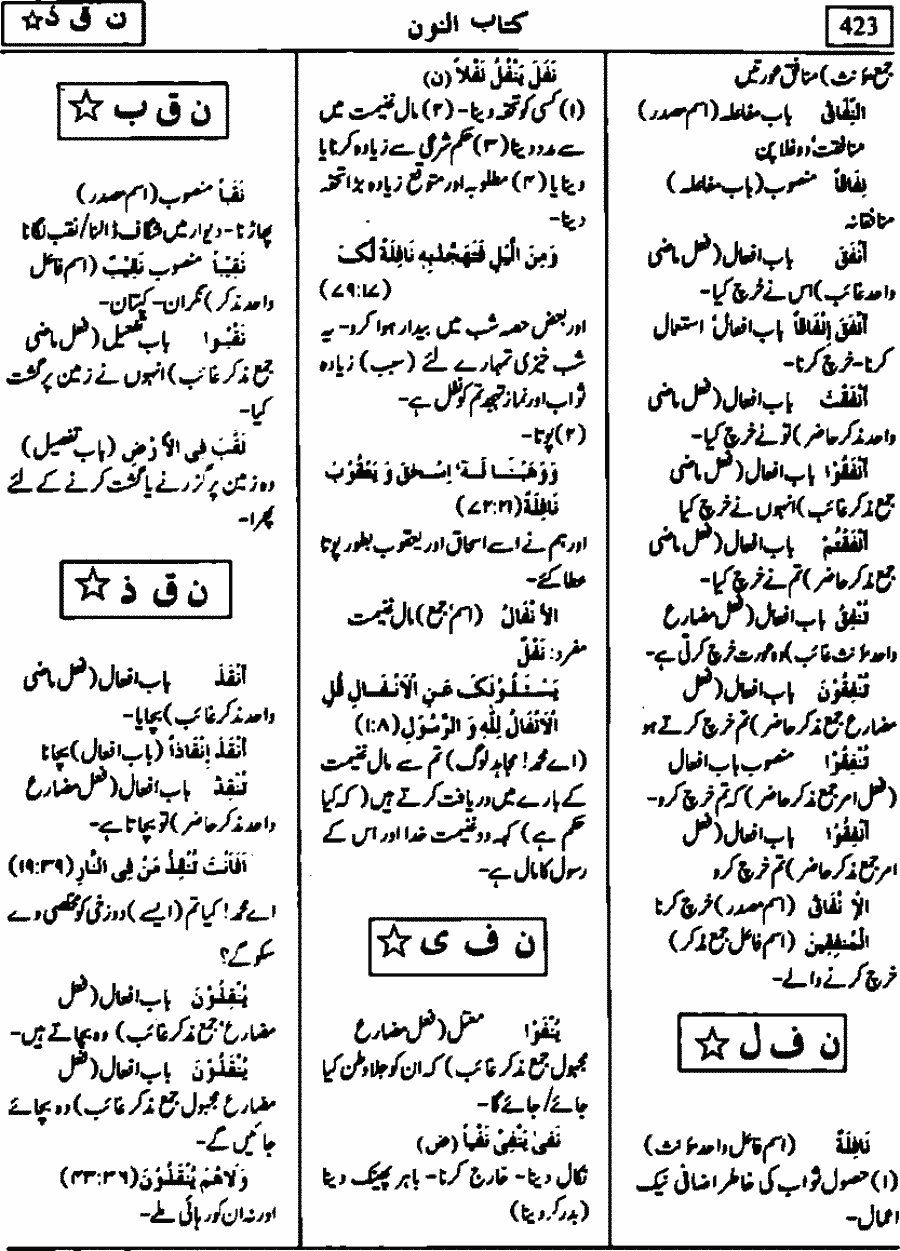 423
کتاب النون
ن ق ذ ☆
جمع مؤنث) منافق عورتیں
النِّفَاقُ باب مفاعلہ (اسم مصدر)
منافقت، دوغلا پن
نِفَاقًا منصوب (باب مفاعلہ)
منافقانہ
اَنْفَقَ باب افعال (فعل ماضی
واحد غائب) اس نے خرچ کیا۔
اَنْفَقَ اِنْفَاقًا باب افعال استعمال
کرنا۔ خرچ کرنا۔
اَنْفَقْتَ باب افعال (فعل ماضی
واحد مذکر حاضر) تو نے خرچ کیا۔
اَنْفَقُوْا باب افعال (فعل ماضی
جمع مذکر غائب) انہوں نے خرچ کیا
اَنْفَقْتُمْ باب افعال (فعل ماضی
جمع مذکر حاضر) تم نے خرچ کیا۔
تُنْفِقُ باب افعال (فعل مضارع
واحد مؤنث غائب) وہ عورت خرچ کرتی ہے۔
تُنْفِقُوْنَ باب افعال (فعل
مضارع جمع مذکر حاضر) تم خرچ کرتے ہو
تُنْفِقُوْا منصوب باب افعال
(فعل امر جمع مذکر حاضر) کہ تم خرچ کرو۔
اَنْفِقُوْا باب افعال (فعل
امر جمع مذکر حاضر) تم خرچ کرو
الْاِنْفَاقُ (اسم مصدر) خرچ کرنا
الْمُنْفِقِيْنَ (اسم فاعل جمع مذکر)
خرچ کرنے والے۔
ن ف ل ☆
نَافِلَةٌ (اسم فاعل واحد مؤنث)
(۱) حصول ثواب کی خاطر اضافی نیک
اعمال۔
نَفَلَ يَنْفُلُ نَفْلاً (ن)
(۱) کسی کو تحفہ دینا۔ (۲) مال غنیمت میں
سے مدد دینا (۳) حکم شرعی سے زیادہ کرنا یا
دینا یا (۴) مطلوبہ اور متوقع زیادہ بڑا تحفہ
دینا۔
وَمِنَ الَّيْلِ فَتَهَجَّدْبِهٖ نَافِلَةً لَّكَ
(۷۹:۱۷)
اور بعض حصہ شب میں بیدار ہوا کرو۔ یہ
شب خیزی تمہارے لئے (سبب) زیادہ
ثواب اور نماز تہجد تم کو نفل ہے۔
(۲) پوتا۔
وَوَهَبْنَا لَهٗ اِسْحٰقَ وَيَعْقُوْبَ
نَافِلَةً (۷۲:۲۱)
اور ہم نے اسے اسحاق اور یعقوب بطور پوتا
عطا کئے۔
الْاَنْفَالُ (اسم جمع) مال غنیمت
مفرد: نَفْلٌ
يَسْئَلُوْنَكَ عَنِ الْاَنْفَالِ قُلِ
الْاَنْفَالُ لِلّٰهِ وَ الرَّسُوْلِ (۱:۸)
(اے محمد! مجاہد لوگ) تم سے مال غنیمت
کے بارے میں دریافت کرتے ہیں (کہ کیا
حکم ہے) کہہ دو غنیمت خدا اور اس کے
رسول کا مال ہے۔
ن ف ی ☆
يُنْفَوْا معتل (فعل مضارع
مجہول جمع مذکر غائب) کہ ان کو جلا وطن کیا
جائے/جائے گا۔
نَفٰى يَنْفِىْ نَفْياً (ض)
نکال دینا۔ خارج کرنا۔ باہر پھینک دینا
(بدر کر دینا)
ن ق ب ☆
نَقْباً منصوب (اسم مصدر)
پھاڑنا۔ دیوار میں شگاف ڈالنا/نقب لگانا
نَقِيْباً منصوب نَقِيْبٌ (اسم فاعل
واحد مذکر) نگران۔ کپتان۔
نَقَّبُوا باب تفعیل (فعل ماضی
جمع مذکر غائب) انہوں نے زمین پر گشت
کیا۔
نَقَّبَ فِى الْاَرْضِ (باب تفعیل)
وہ زمین پر گزرنے یا گشت کرنے کے لئے
پھرا۔
ن ق ذ ☆
اَنْقَذَ باب افعال (فعل ماضی
واحد مذکر غائب) بچایا۔
اَنْقَذَ اِنْقَاذاً (باب افعال) بچانا
تُنْقِذُ باب افعال (فعل مضارع
واحد مذکر حاضر) تو بچاتا ہے۔
اَفَاَنْتَ تُنْقِذُ مَنْ فِى النَّارِ (۱۹:۳۹)
اے محمد! کیا تم (ایسے) دوزخی کو مخلصی دے
سکو گے؟
يُنْقِذُوْنَ باب افعال (فعل
مضارع، جمع مذکر غائب) وہ بچاتے ہیں۔
يُنْقَذُوْنَ باب افعال (فعل
مضارع مجہول جمع مذکر غائب) وہ بچائے
جائیں گے۔
وَلَاهُمْ يُنْقَذُوْنَ (۴۳:۳۶)
اور نہ ان کو رہائی ملے۔